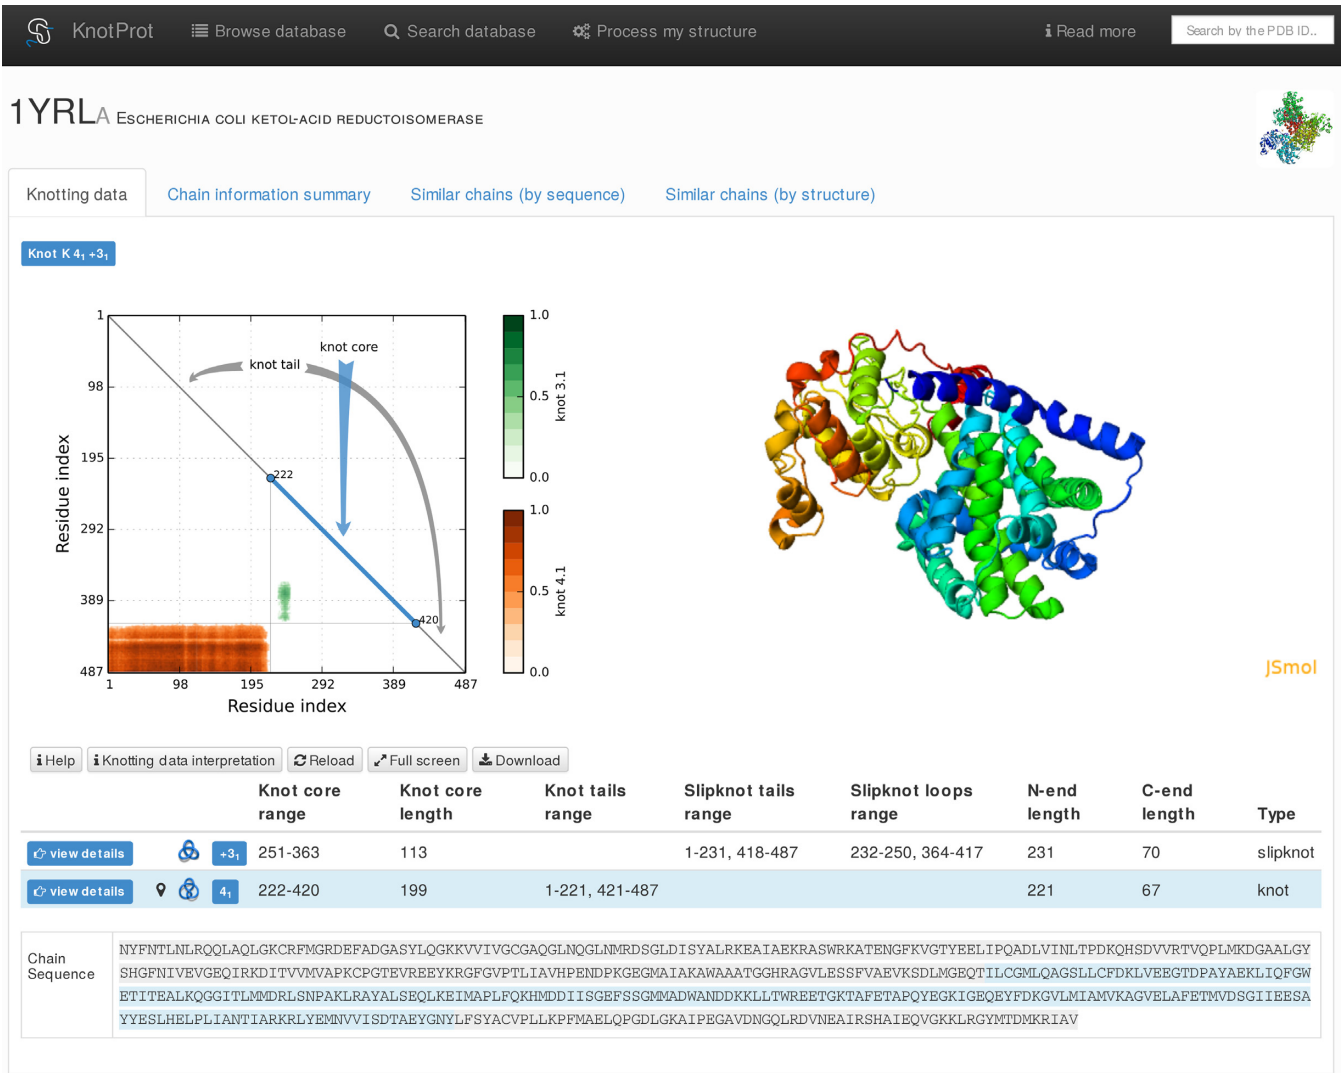 KnotProt Browse database Search database Process my structure Read more Search by the PDB ID..
1YRLA ESCHERICHIA COLI KETOL-ACID REDUCTOISOMERASE
Knotting data Chain information summary Similar chains (by sequence) Similar chains (by structure)
Knot K 4₁ +3₁
1
98
195
292
389
487
Residue index
knot core
knot tail
222
420
1 98 195 292 389 487
Residue index
1.0
0.5
0.0
knot 3.1
1.0
0.5
0.0
knot 4.1
JSmol
Help Knotting data interpretation Reload Full screen Download
Knot core range Knot core length Knot tails range Slipknot tails range Slipknot loops range N-end length C-end length Type
view details +3₁ 251-363 113 1-231, 418-487 232-250, 364-417 231 70 slipknot
view details 4₁ 222-420 199 1-221, 421-487 221 67 knot
Chain Sequence
NYFNTLNLRQQLAQLGKCRFMGRDEFADGASYLQGKKVVIVGCGAQGLNQGLNMRDSGLDISYALRKEAIAEKRASWRKATENGFKVGTYEELIPQADLVINLTPDKQHSDVVRTVQPLMKDGAALGY
SHGFNIVEVGEQIRKDITVVMVAPKCPGTEVREEYKRGFGVPTLIAVHPENDPKGEGMAIAKAWAAATGGHRAGVLESSFVAEVKSDLMGEQTILCGMLQAGSLLCFDKLVEEGTDPAYAEKLIQFGW
ETITEALKQGGITLMMDRLSNPAKLRAYALSEQLKEIMAPLFQKHMDDIISGEFSSGMMADWANDDKKLLTWREETGKTAFETAPQYEGKIGEQEYFDKGVLMIAMVKAGVELAFETMVDSGIIEESA
YYESLHELPLIANTIARKRLYEMNVVISDTAEYGNYLFSYACVPLLKPFMAELQPGDLGKAIPEGAVDNGQLRDVNEAIRSHAIEQVGKKLRGYMTDMKRIAV